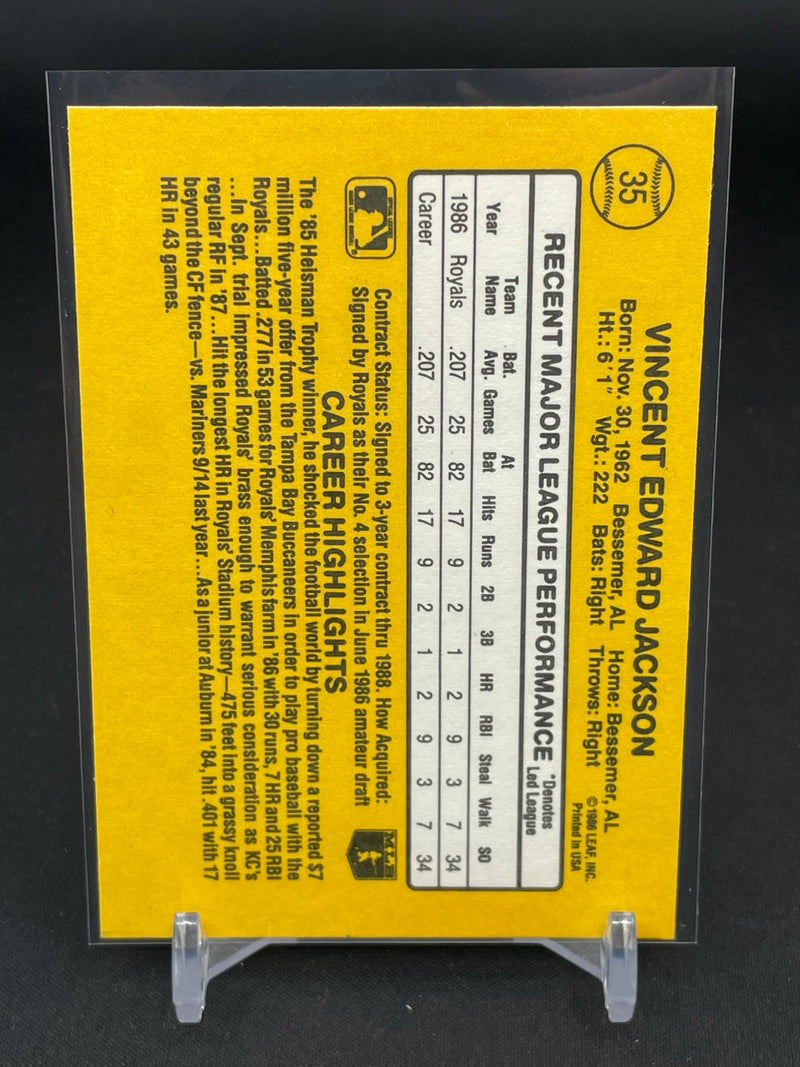 35
VINCENT EDWARD JACKSON
Born: Nov. 30, 1962 Bessemer, AL Home: Bessemer, AL
Ht.: 6'1" Wgt.: 222 Bats: Right Throws: Right
©1986 LEAF, INC.
Printed in USA
RECENT MAJOR LEAGUE PERFORMANCE
*Denotes
Led League
Team Bat. At
Year Name Avg. Games Bat Hits Runs 2B 3B HR RBI Steal Walk SO
1986 Royals .207 25 82 17 9 2 1 2 9 3 7 34
Career .207 25 82 17 9 2 1 2 9 3 7 34
Contract Status: Signed to 3-year contract thru 1988. How Acquired:
Signed by Royals as their No. 4 selection in June 1986 amateur draft
MLB
CAREER HIGHLIGHTS
The '85 Heisman Trophy winner, he shocked the football world by turning down a reported $7
million five-year offer from the Tampa Bay Buccaneers in order to play pro baseball with the
Royals...Batted .277 in 53 games for Royals' Memphis farm in '86 with 30 runs, 7 HR and 25 RBI
...In Sept. trial impressed Royals' brass enough to warrant serious consideration as KC's
regular RF in '87...Hit the longest HR in Royals' Stadium history—475 feet into a grassy knoll
beyond the CF fence—vs. Mariners 9/14 last year...As a junior at Auburn in '84, hit .401 with 17
HR in 43 games.